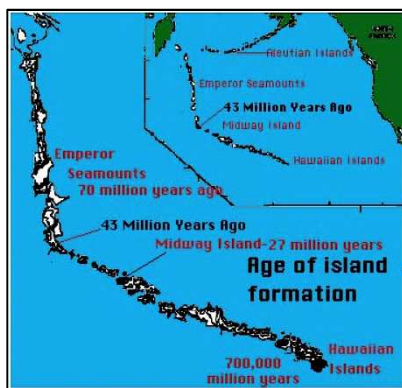 Aleutian Islands
Emperor Seamounts
43 Million Years Ago
Midway Island
Hawaiian Islands
Emperor
Seamounts
70 million years ago
43 Million Years Ago
Midway Island-27 million years
Age of island
formation
Hawaiian
Islands
700,000
million years